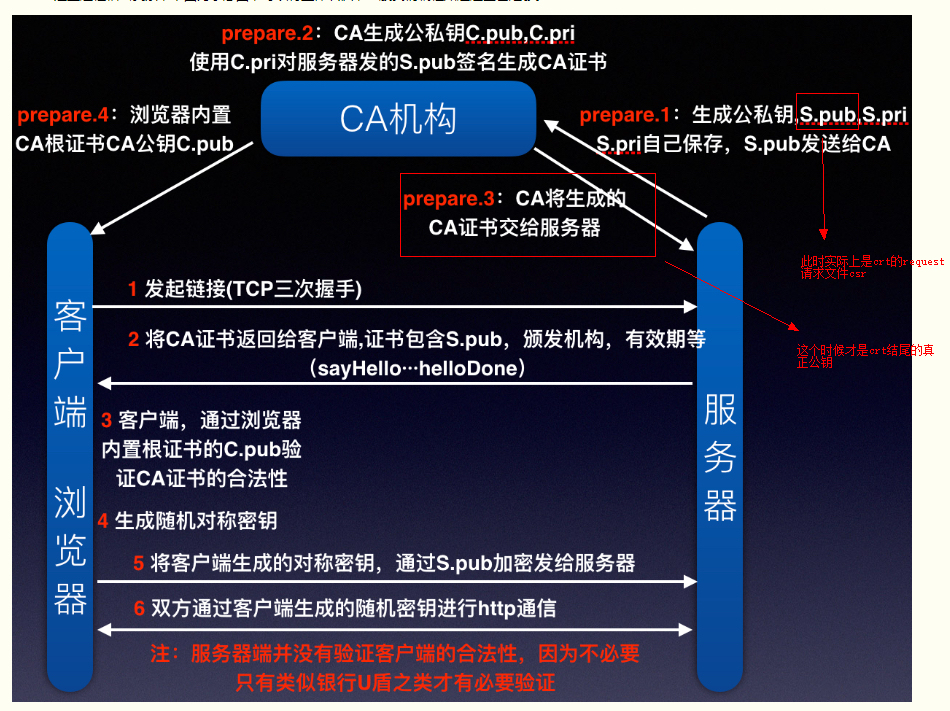 prepare.2：CA生成公私钥C.pub,C.pri
使用C.pri对服务器发的S.pub签名生成CA证书
prepare.4：浏览器内置
CA根证书CA公钥C.pub
CA机构
prepare.1：生成公私钥,S.pub,S.pri
S.pri自己保存，S.pub发送给CA
prepare.3：CA将生成的
CA证书交给服务器
此时实际上是crt的request
请求文件csr
这个时候才是crt结尾的真
正公钥
客户端 浏览器
服务器
1 发起链接(TCP三次握手)
2 将CA证书返回给客户端,证书包含S.pub，颁发机构，有效期等
（sayHello···helloDone）
3 客户端，通过浏览器
内置根证书的C.pub验
证CA证书的合法性
4 生成随机对称密钥
5 将客户端生成的对称密钥，通过S.pub加密发给服务器
6 双方通过客户端生成的随机密钥进行http通信
注：服务器端并没有验证客户端的合法性，因为不必要
只有类似银行U盾之类才有必要验证